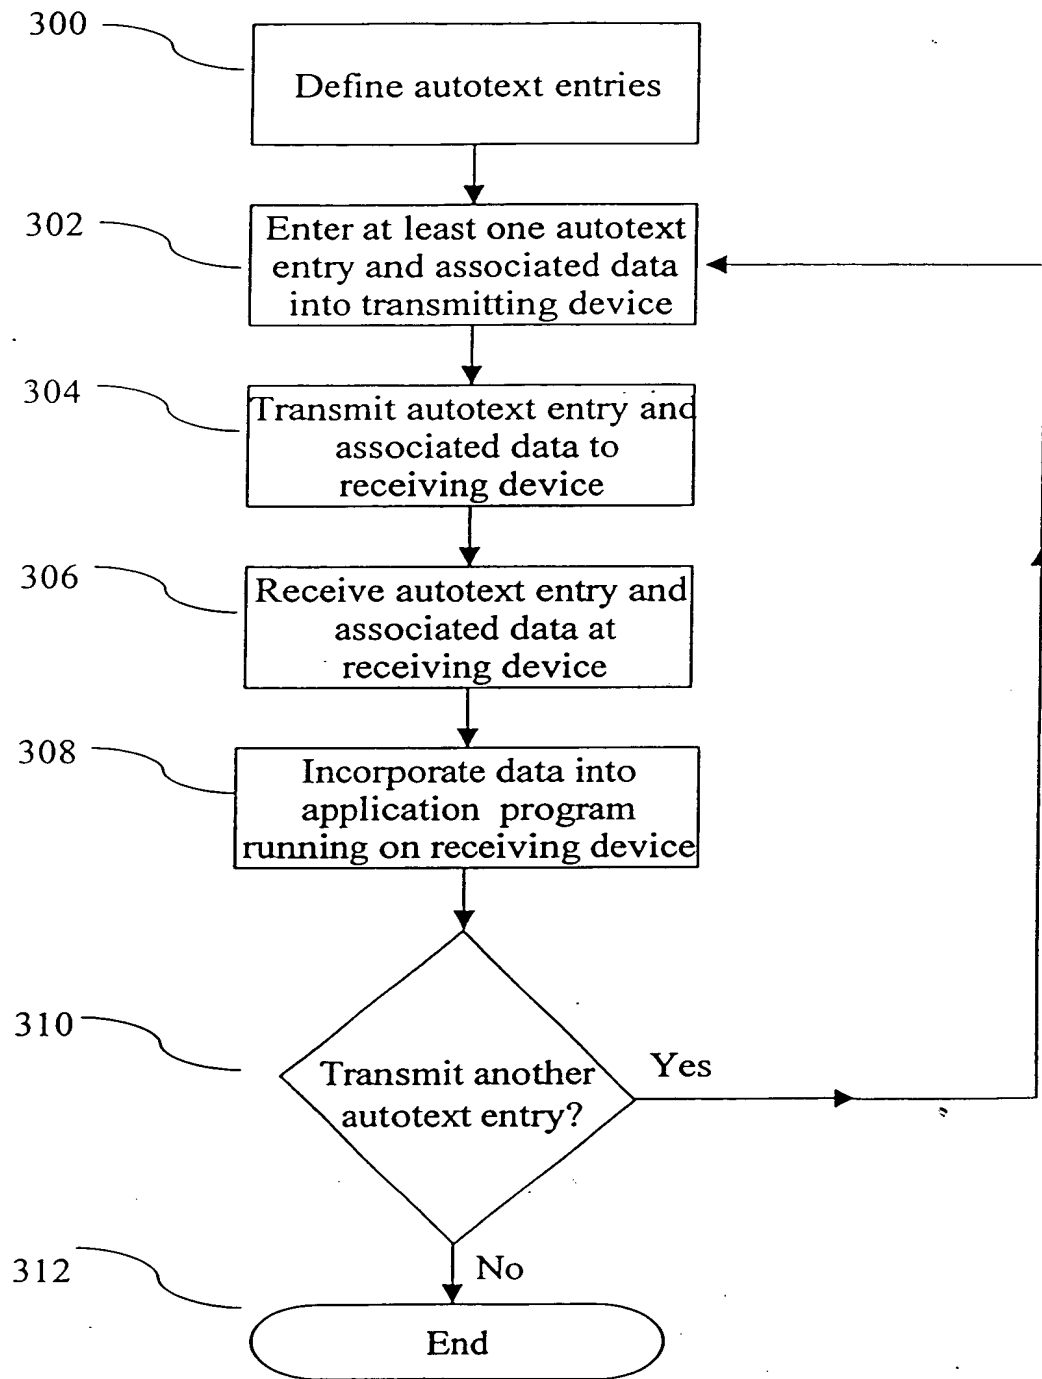 300
Define autotext entries
302
Enter at least one autotext
entry and associated data
into transmitting device
304
Transmit autotext entry and
associated data to
receiving device
306
Receive autotext entry and
associated data at
receiving device
308
Incorporate data into
application program
running on receiving device
310
Transmit another
autotext entry?
Yes
No
312
End